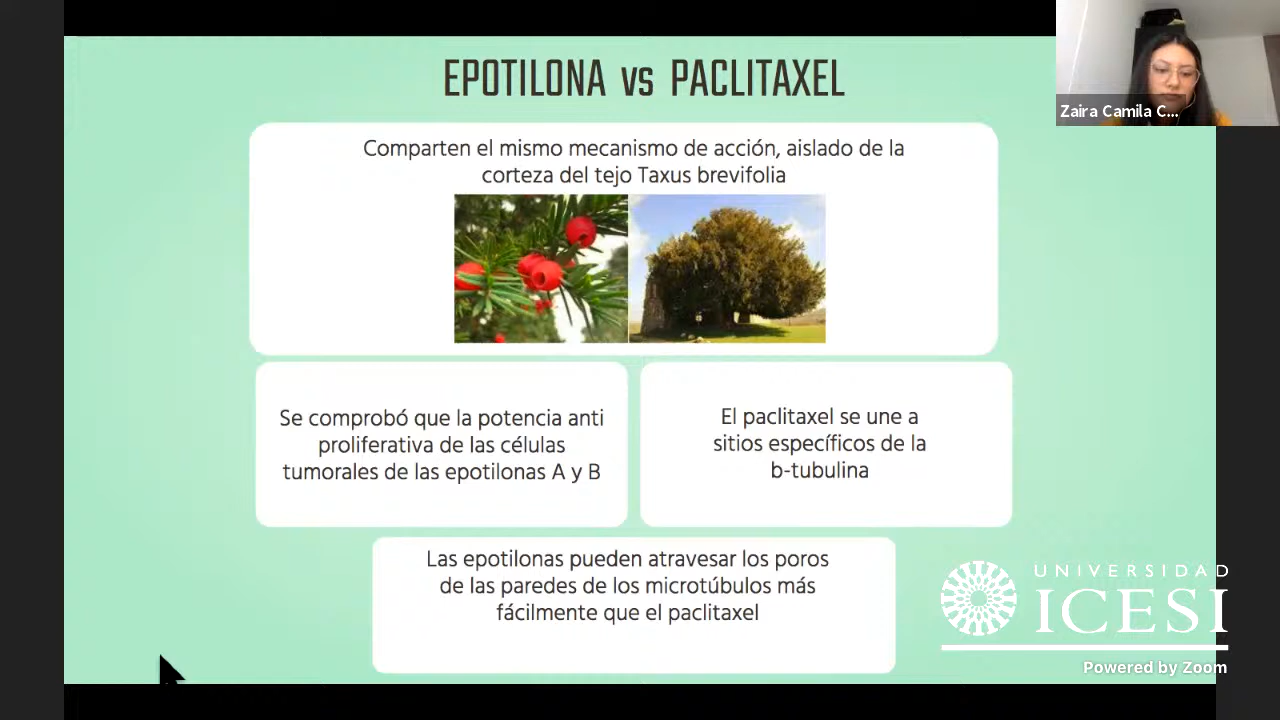 EPOTILONA vs PACLITAXEL
Zaira Camila C...
Comparten el mismo mecanismo de acción, aislado de la
corteza del tejo Taxus brevifolia
Se comprobó que la potencia anti
proliferativa de las células
tumorales de las epotilonas A y B
El paclitaxel se une a
sitios específicos de la
b-tubulina
Las epotilonas pueden atravesar los poros
de las paredes de los microtúbulos más
fácilmente que el paclitaxel
UNIVERSIDAD
ICESI
Powered by Zoom